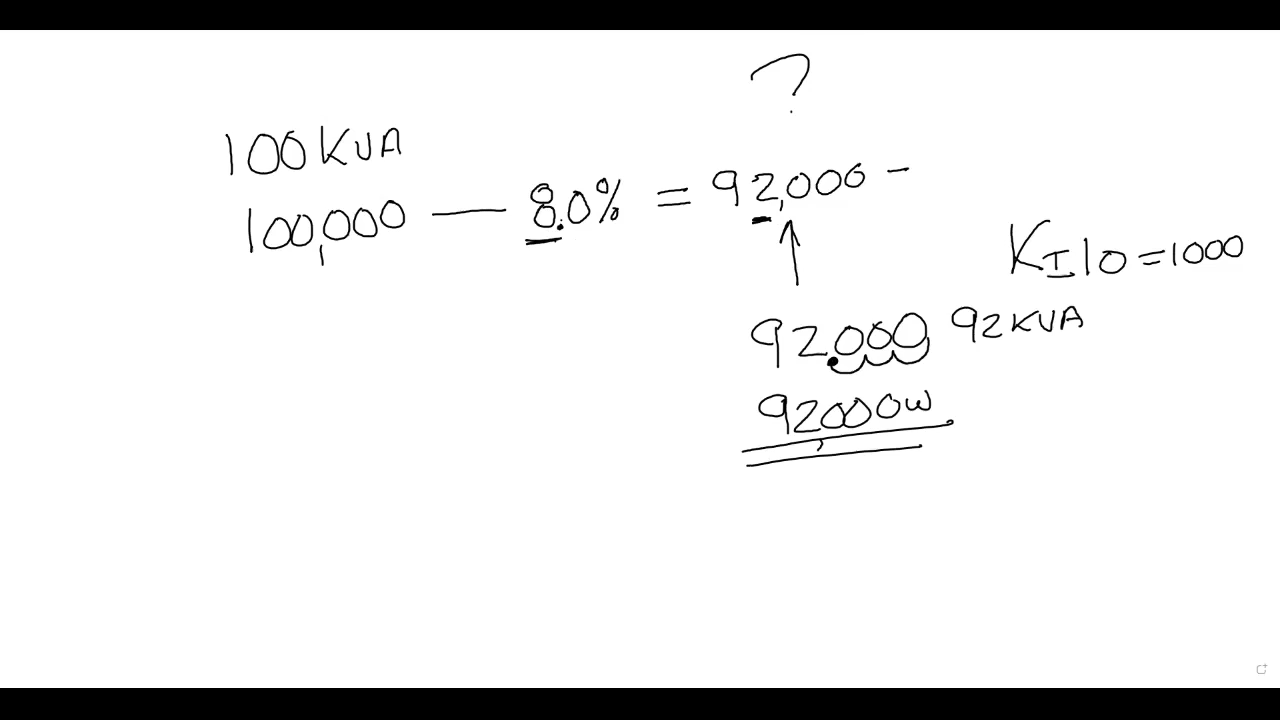 ?
100KVA
100,000 — 8.0% = 92,000 -
KIlo = 1000
92.000 92KVA
92000W